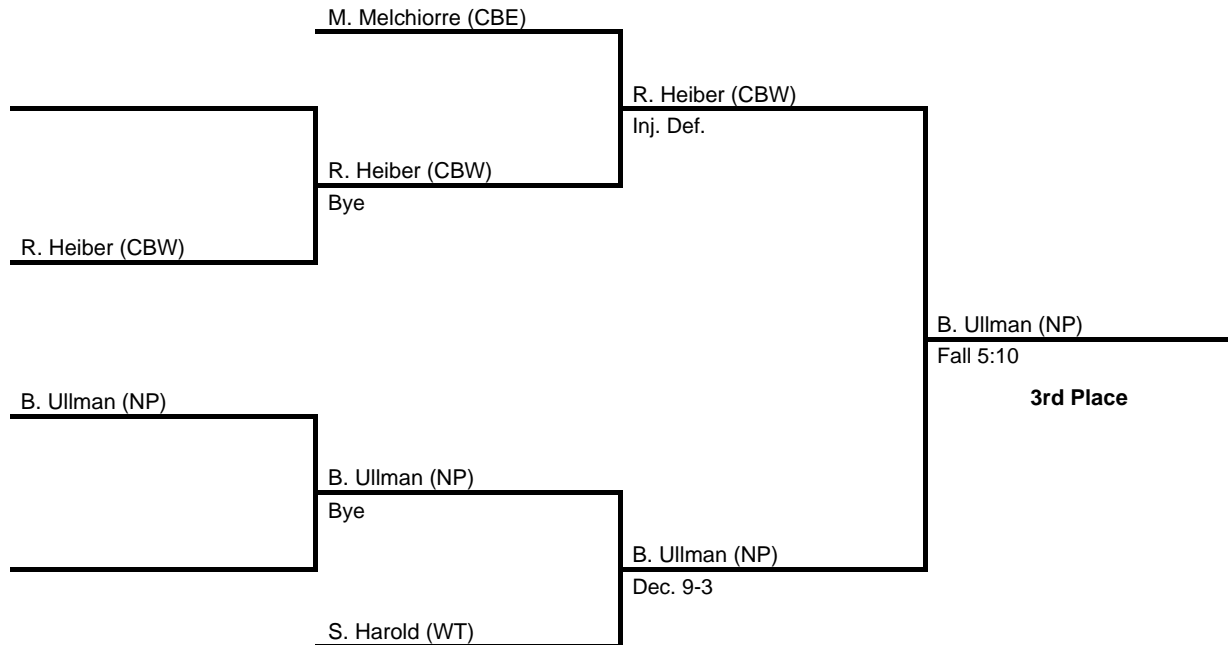 M. Melchiorre (CBE)
R. Heiber (CBW)
Inj. Def.
R. Heiber (CBW)
Bye
R. Heiber (CBW)
B. Ullman (NP)
Fall 5:10
3rd Place
B. Ullman (NP)
B. Ullman (NP)
Bye
B. Ullman (NP)
Dec. 9-3
S. Harold (WT)